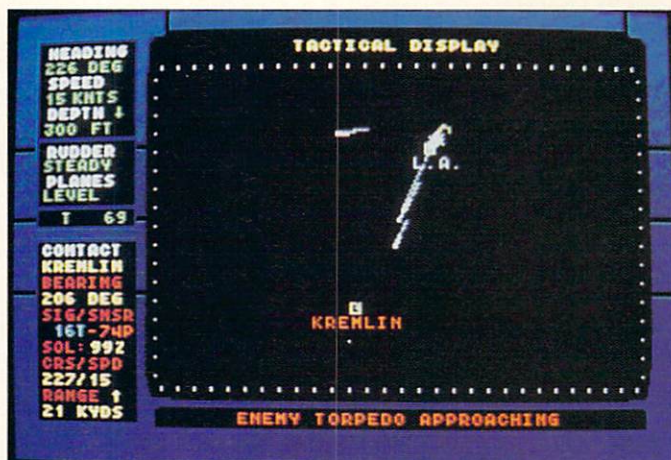 TACTICAL DISPLAY
HEADING
226 DEG
SPEED
15 KNTS
DEPTH ↓
300 FT
RUDDER
STEADY
PLANES
LEVEL
T 69
CONTACT
KREMLIN
BEARING
206 DEG
SIG/SNSR
16T-74P
SOL:99%
CRS/SPD
227/15
RANGE ↑
21 KYDS
L.A.
KREMLIN
ENEMY TORPEDO APPROACHING